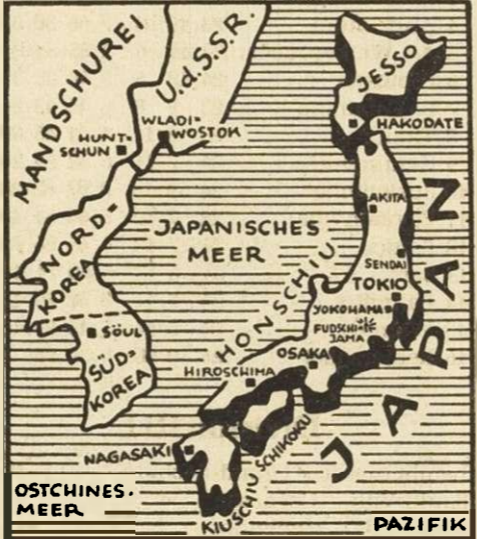 MANDSCHUREI
U.d.S.S.R.
JESSO
WLADI=
WOSTOK
HUNT=
SCHUN
HAKODATE
NORD=
KOREA
JAPANISCHES
MEER
AKITA
SENDAI
TOKIO
YOKOHAMA
FUDSCHI=
JAMA
HONSCHIU
OSAKA
HIROSCHIMA
SÖUL
SÜD=
KOREA
NAGASAKI
SCHIKOKU
KIUSCHIU
JAPAN
OSTCHINES.
MEER
PAZIFIK